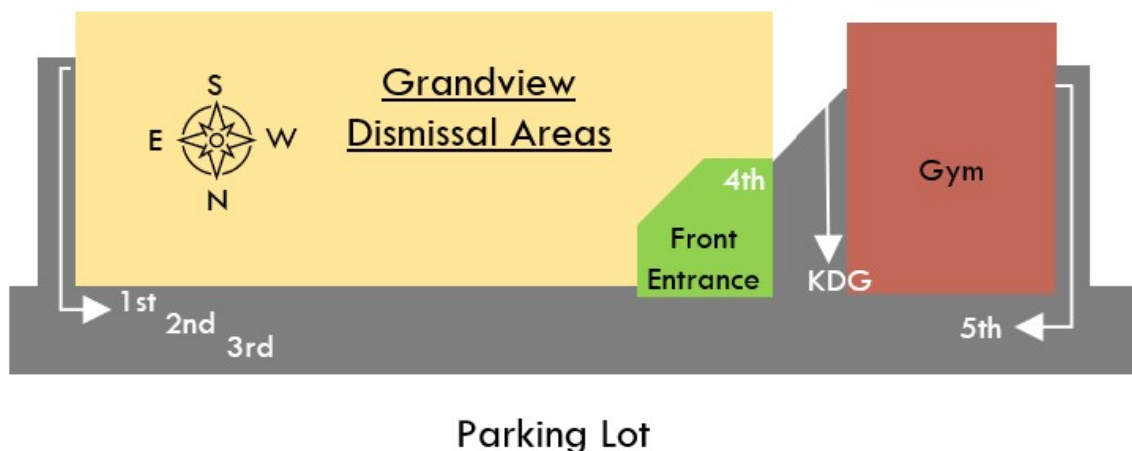 Grandview
Dismissal Areas
S
E
W
N
4th
Front
Entrance
Gym
KDG
1st
2nd
3rd
5th
Parking Lot